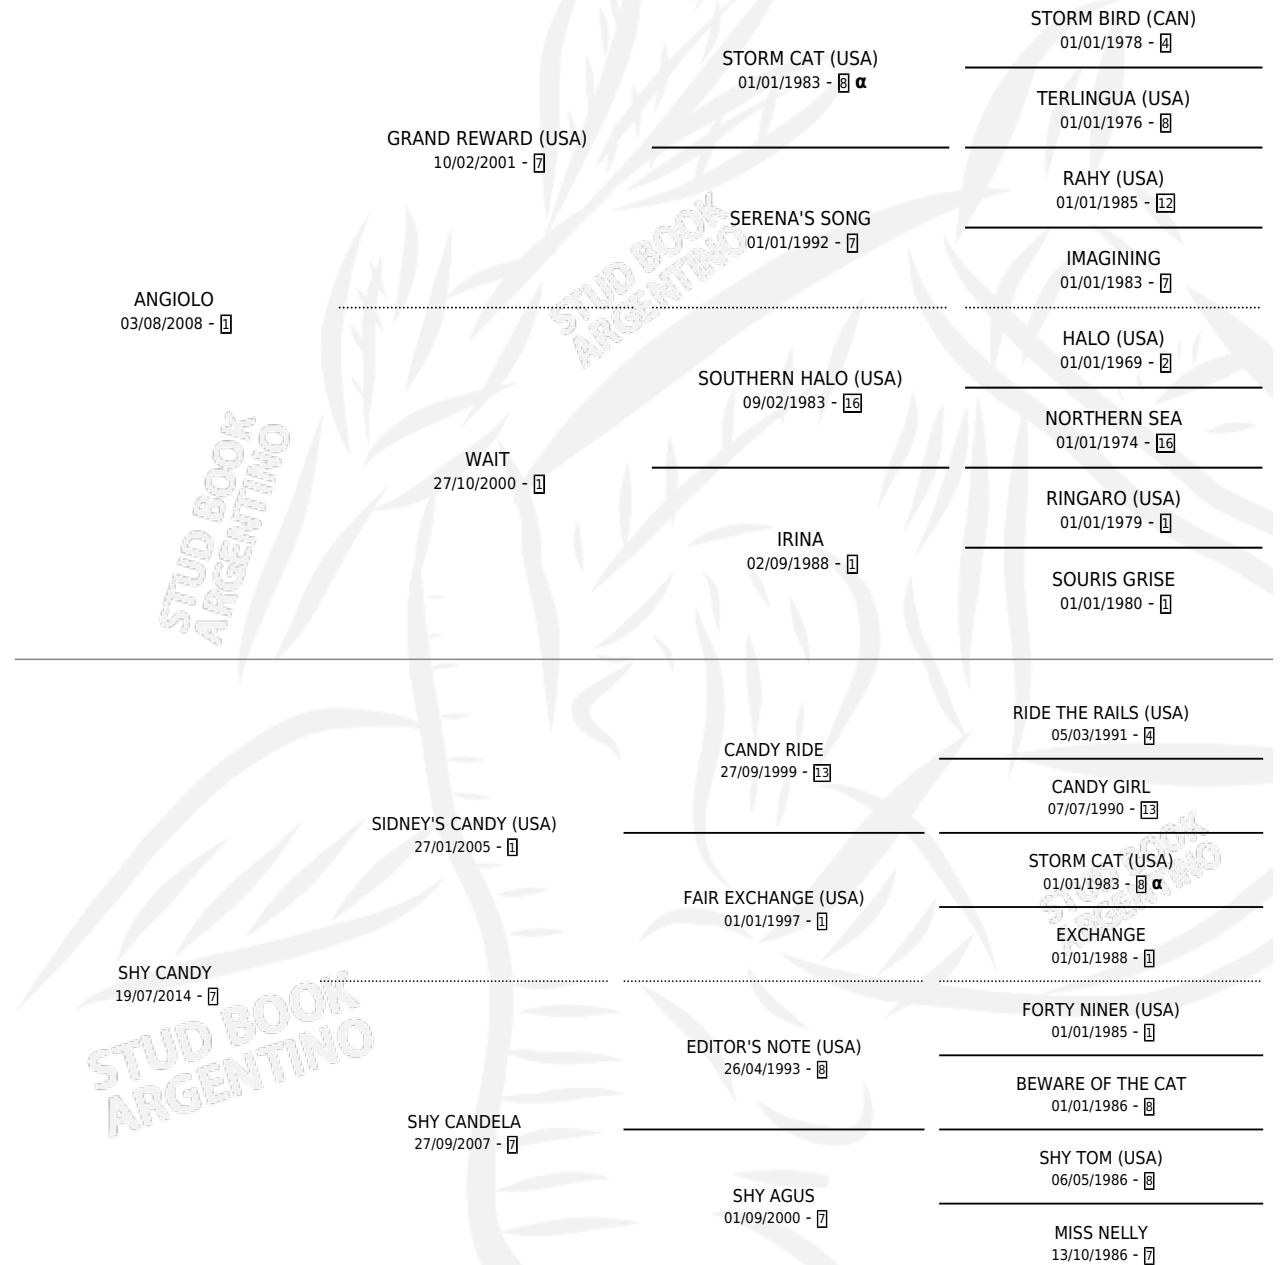 STORM BIRD (CAN)
01/01/1978 - 4
STORM CAT (USA)
01/01/1983 - 8 α
TERLINGUA (USA)
01/01/1976 - 8
GRAND REWARD (USA)
10/02/2001 - 7
RAHY (USA)
01/01/1985 - 12
SERENA'S SONG
01/01/1992 - 7
IMAGINING
01/01/1983 - 7
ANGIOLO
03/08/2008 - 1
HALO (USA)
01/01/1969 - 2
SOUTHERN HALO (USA)
09/02/1983 - 16
NORTHERN SEA
01/01/1974 - 16
WAIT
27/10/2000 - 1
RINGARO (USA)
01/01/1979 - 1
IRINA
02/09/1988 - 1
SOURIS GRISE
01/01/1980 - 1
STUD BOOK
ARGENTINO
STUD BOOK
ARGENTINO
RIDE THE RAILS (USA)
05/03/1991 - 4
CANDY RIDE
27/09/1999 - 13
CANDY GIRL
07/07/1990 - 13
SIDNEY'S CANDY (USA)
27/01/2005 - 1
STORM CAT (USA)
01/01/1983 - 8 α
FAIR EXCHANGE (USA)
01/01/1997 - 1
EXCHANGE
01/01/1988 - 1
SHY CANDY
19/07/2014 - 7
FORTY NINER (USA)
01/01/1985 - 1
EDITOR'S NOTE (USA)
26/04/1993 - 8
BEWARE OF THE CAT
01/01/1986 - 8
SHY CANDELA
27/09/2007 - 7
SHY TOM (USA)
06/05/1986 - 8
SHY AGUS
01/09/2000 - 7
MISS NELLY
13/10/1986 - 7
STUD BOOK
ARGENTINO
STUD BOOK
ARGENTINO